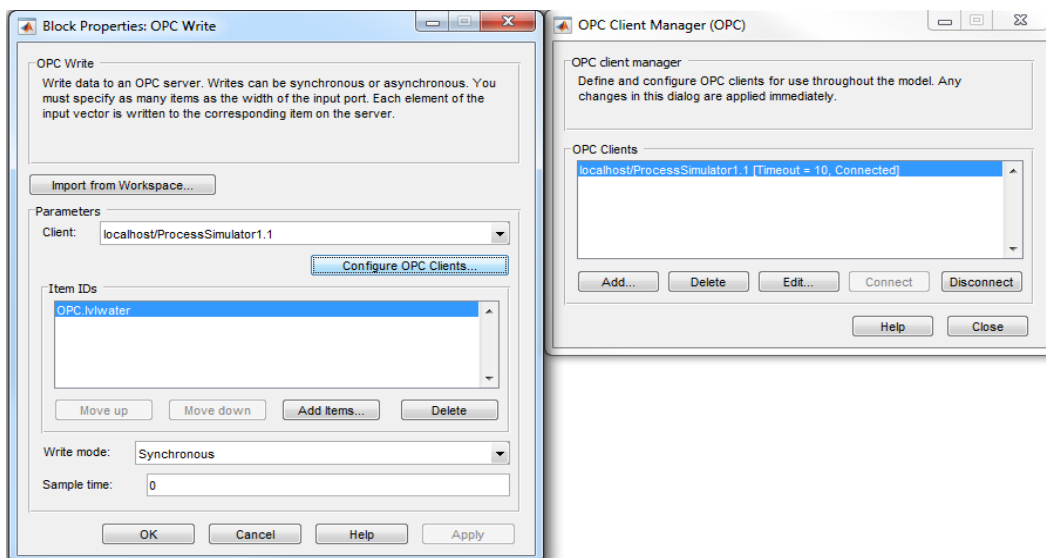 Block Properties: OPC Write
OPC Write
Write data to an OPC server. Writes can be synchronous or asynchronous. You
must specify as many items as the width of the input port. Each element of the
input vector is written to the corresponding item on the server.
Import from Workspace...
Parameters
Client:
localhost/ProcessSimulator1.1
Configure OPC Clients...
Item IDs
OPC.lvlwater
Move up
Move down
Add Items...
Delete
Write mode:
Synchronous
Sample time:
0
OK
Cancel
Help
Apply
OPC Client Manager (OPC)
OPC client manager
Define and configure OPC clients for use throughout the model. Any
changes in this dialog are applied immediately.
OPC Clients
localhost/ProcessSimulator1.1 [Timeout = 10, Connected]
Add...
Delete
Edit...
Connect
Disconnect
Help
Close